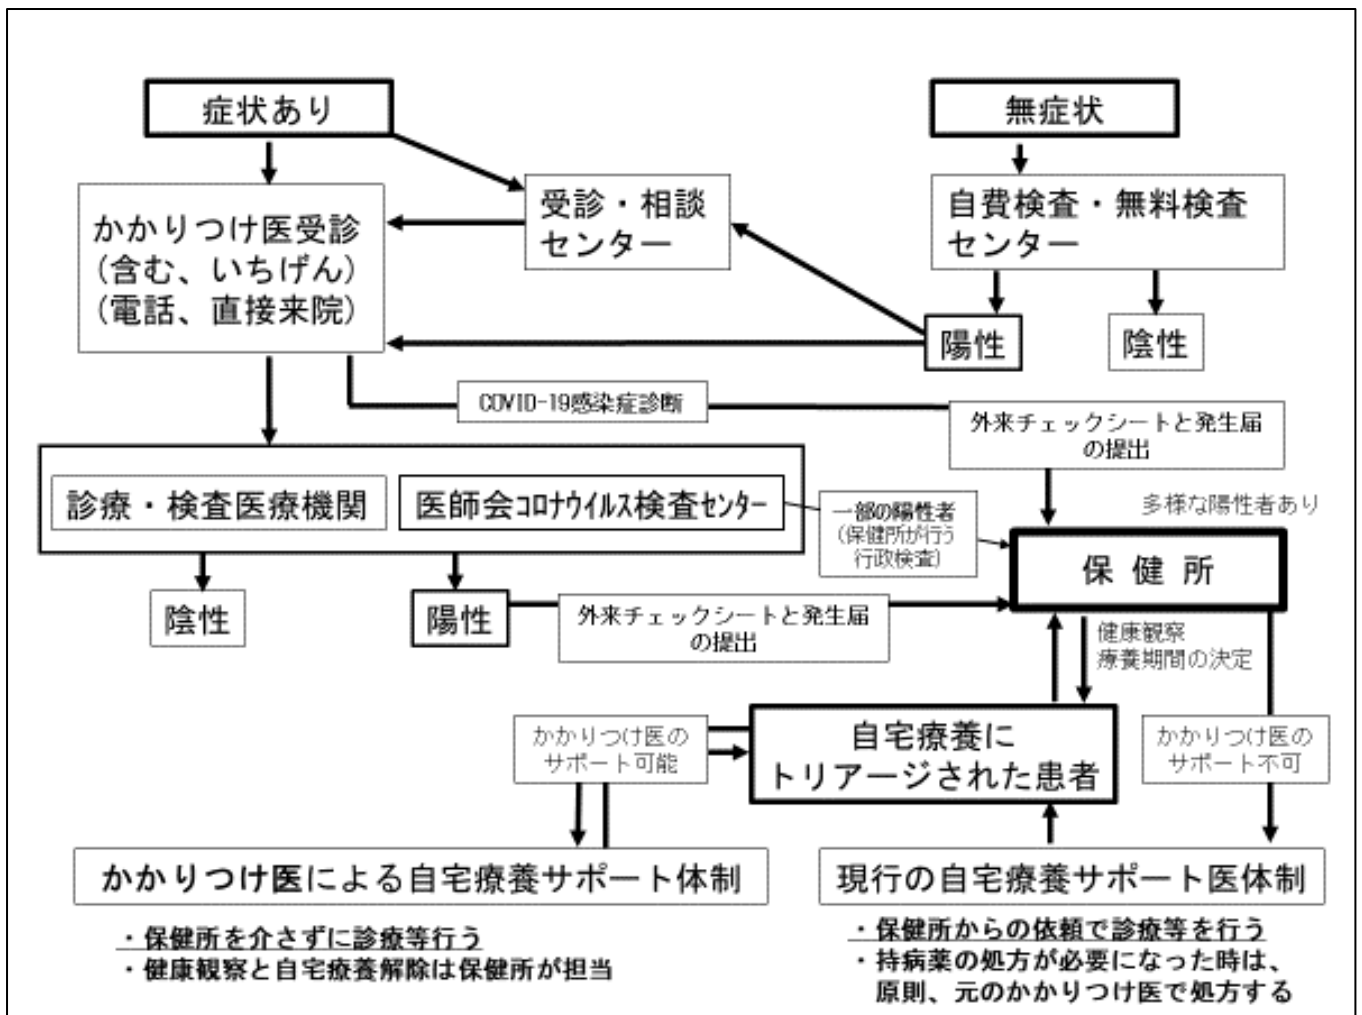 症状あり
無症状
かかりつけ医受診
(含む、いちげん)
(電話、直接来院)
受診・相談
センター
自費検査・無料検査
センター
陽性
陰性
COVID-19感染症診断
外来チェックシートと発生届
の提出
診療・検査医療機関
医師会コロナウイルス検査センター
一部の陽性者
(保健所が行う
行政検査)
多様な陽性者あり
保健所
陰性
陽性
外来チェックシートと発生届
の提出
健康観察
療養期間の決定
かかりつけ医の
サポート可能
自宅療養に
トリアージされた患者
かかりつけ医の
サポート不可
かかりつけ医による自宅療養サポート体制
現行の自宅療養サポート医体制
・保健所を介さずに診療等行う
・健康観察と自宅療養解除は保健所が担当
・保健所からの依頼で診療等を行う
・持病薬の処方が必要になった時は、
原則、元のかかりつけ医で処方する